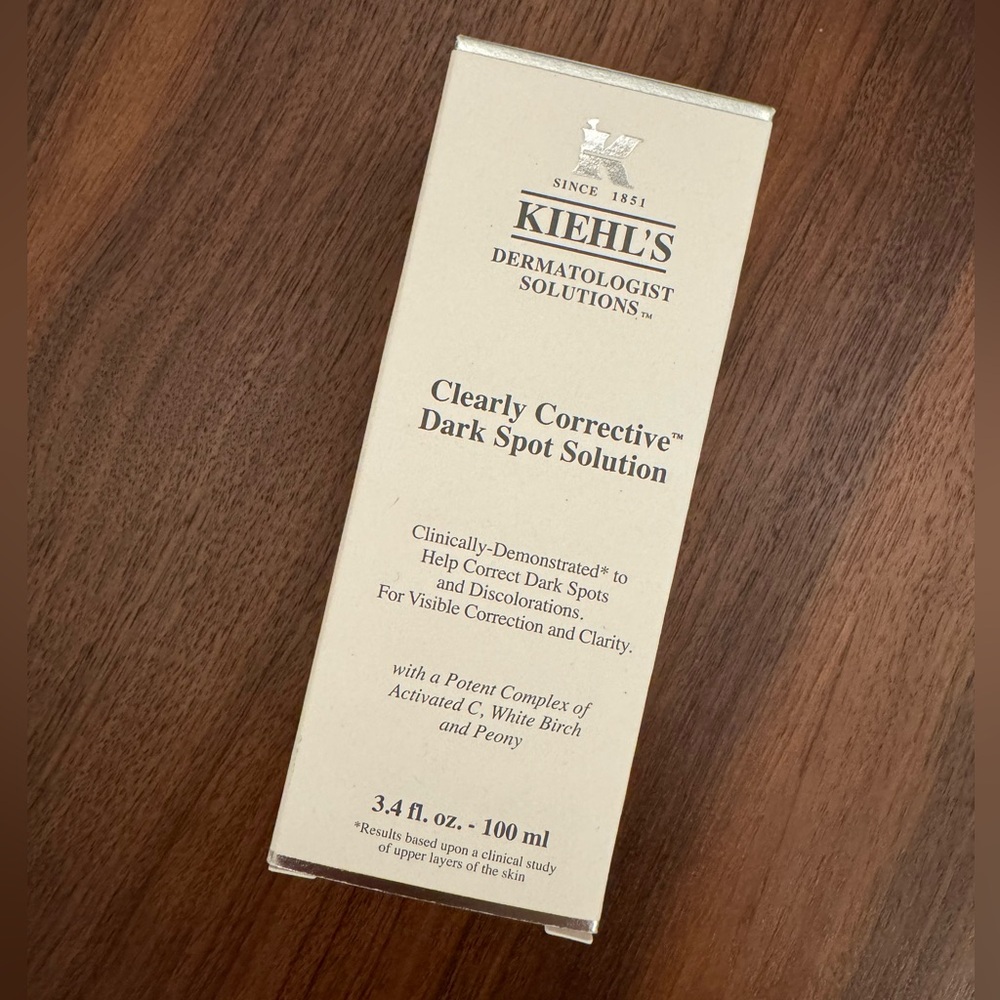 K
SINCE 1851
KIEHL'S
DERMATOLOGIST
SOLUTIONS™
Clearly Corrective™
Dark Spot Solution
Clinically-Demonstrated* to
Help Correct Dark Spots
and Discolorations.
For Visible Correction and Clarity.
with a Potent Complex of
Activated C, White Birch
and Peony
3.4 fl. oz. - 100 ml
*Results based upon a clinical study
of upper layers of the skin